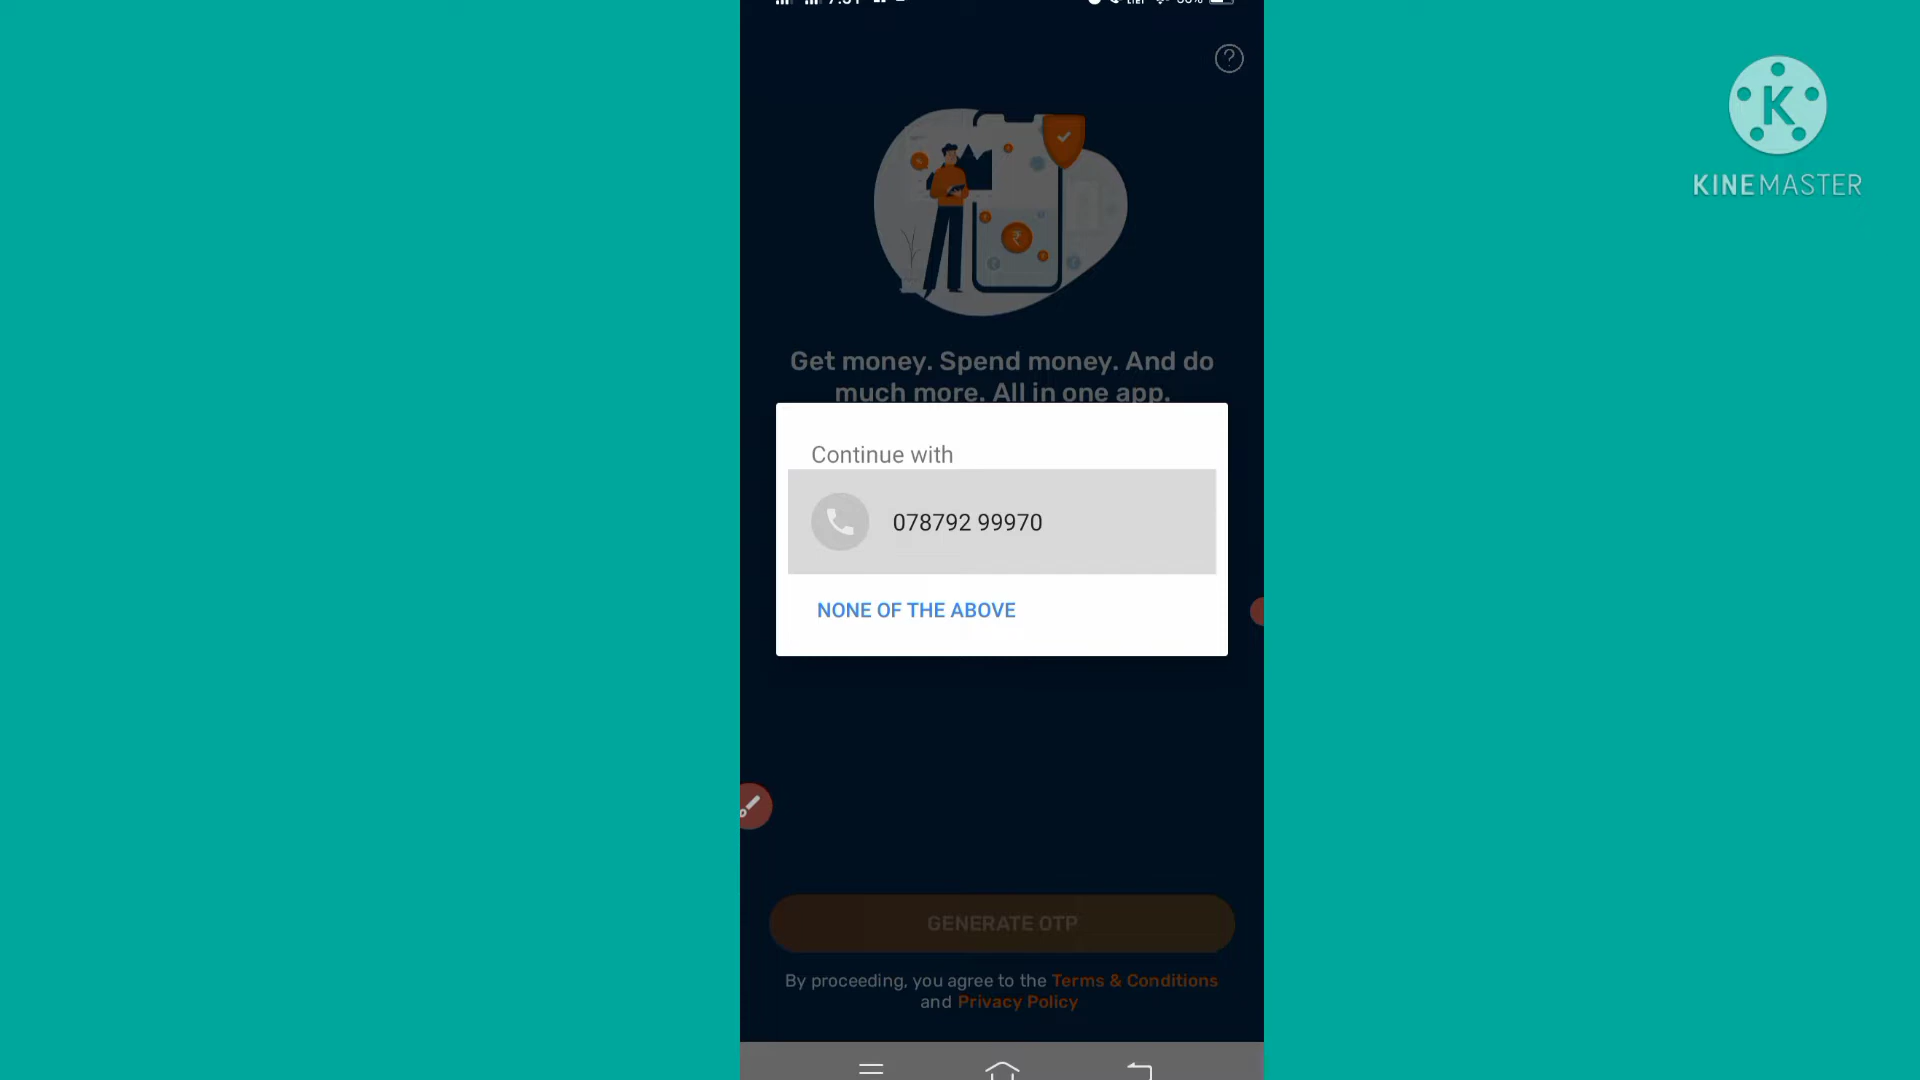 KINEMASTER
Get money. Spend money. And do
much more. All in one app.
Continue with
078792 99970
NONE OF THE ABOVE
GENERATE OTP
By proceeding, you agree to the Terms & Conditions
and Privacy Policy